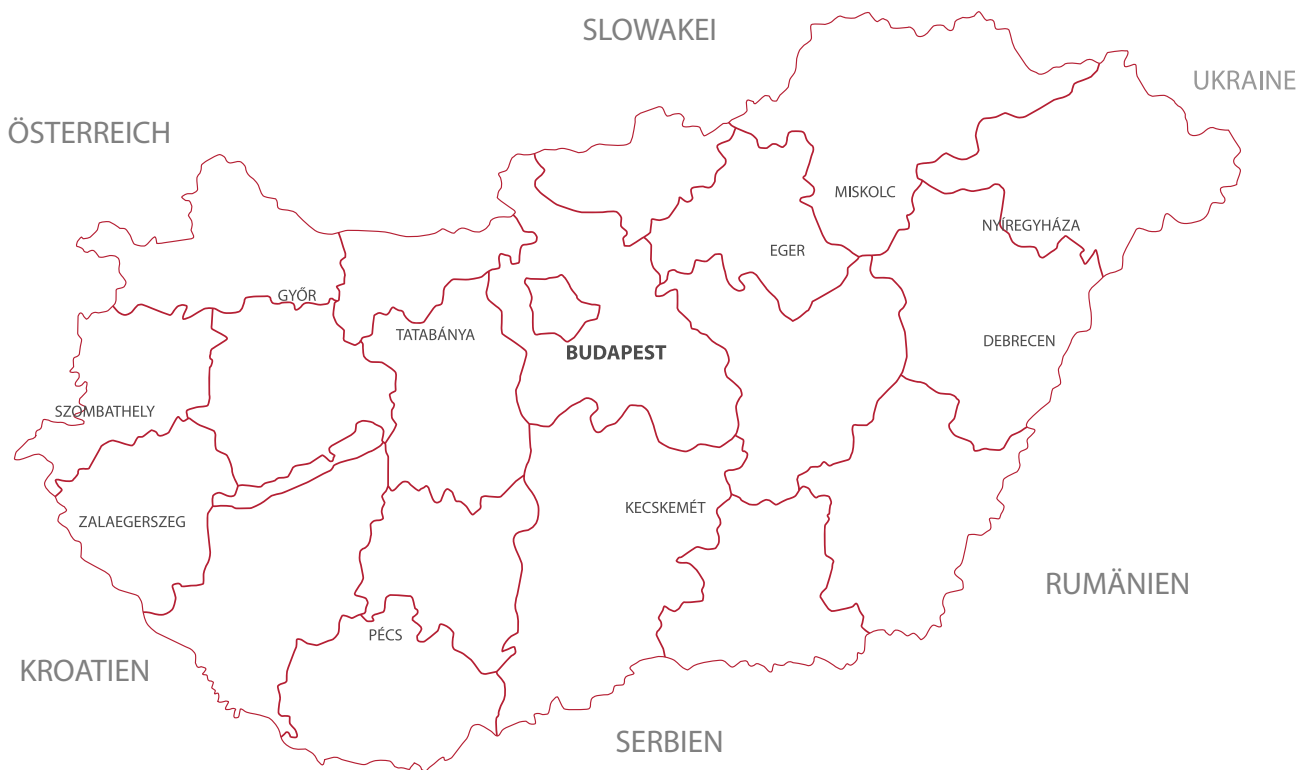 SLOWAKEI
UKRAINE
ÖSTERREICH
MISKOLC
NYÍREGYHÁZA
EGER
GYŐR
TATABÁNYA
DEBRECEN
BUDAPEST
SZOMBATHELY
KECSKEMÉT
ZALAEGERSZEG
RUMÄNIEN
PÉCS
KROATIEN
SERBIEN